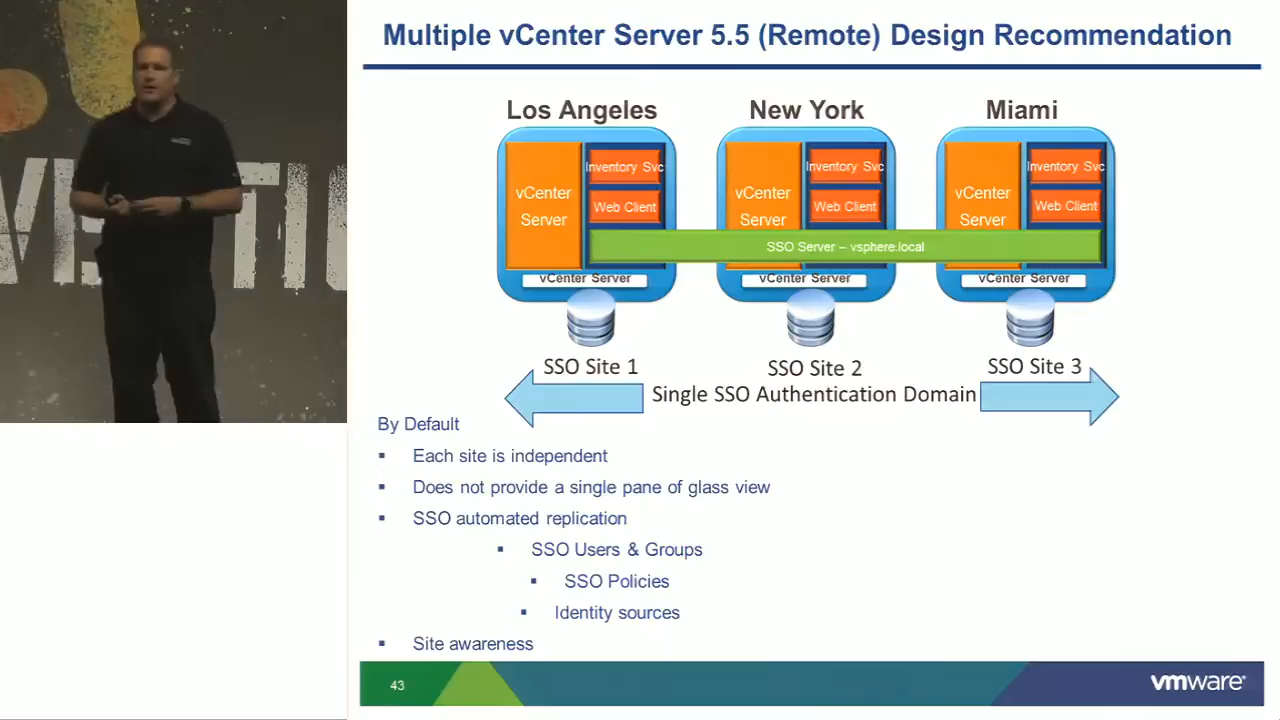 Multiple vCenter Server 5.5 (Remote) Design Recommendation
Los Angeles
New York
Miami
vCenter
Server
Inventory Svc
Web Client
vCenter
Server
Inventory Svc
Web Client
vCenter
Server
Inventory Svc
Web Client
SSO Server – vsphere.local
vCenter Server
vCenter Server
vCenter Server
SSO Site 1
SSO Site 2
SSO Site 3
Single SSO Authentication Domain
By Default
▪ Each site is independent
▪ Does not provide a single pane of glass view
▪ SSO automated replication
▪ SSO Users & Groups
▪ SSO Policies
▪ Identity sources
▪ Site awareness
43
vmware